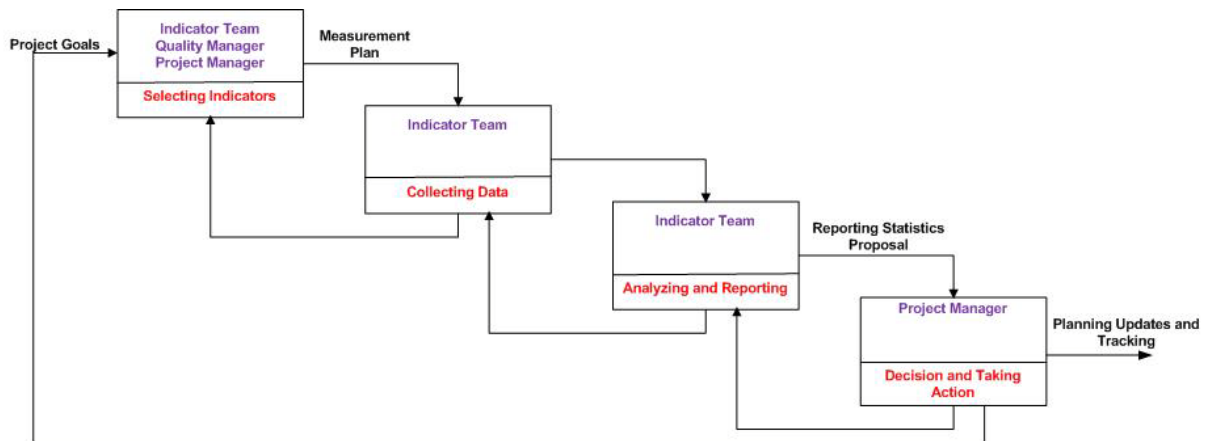 Project Goals
Indicator Team
Quality Manager
Project Manager
Selecting Indicators
Measurement
Plan
Indicator Team
Collecting Data
Indicator Team
Analyzing and Reporting
Reporting Statistics
Proposal
Project Manager
Decision and Taking
Action
Planning Updates and
Tracking